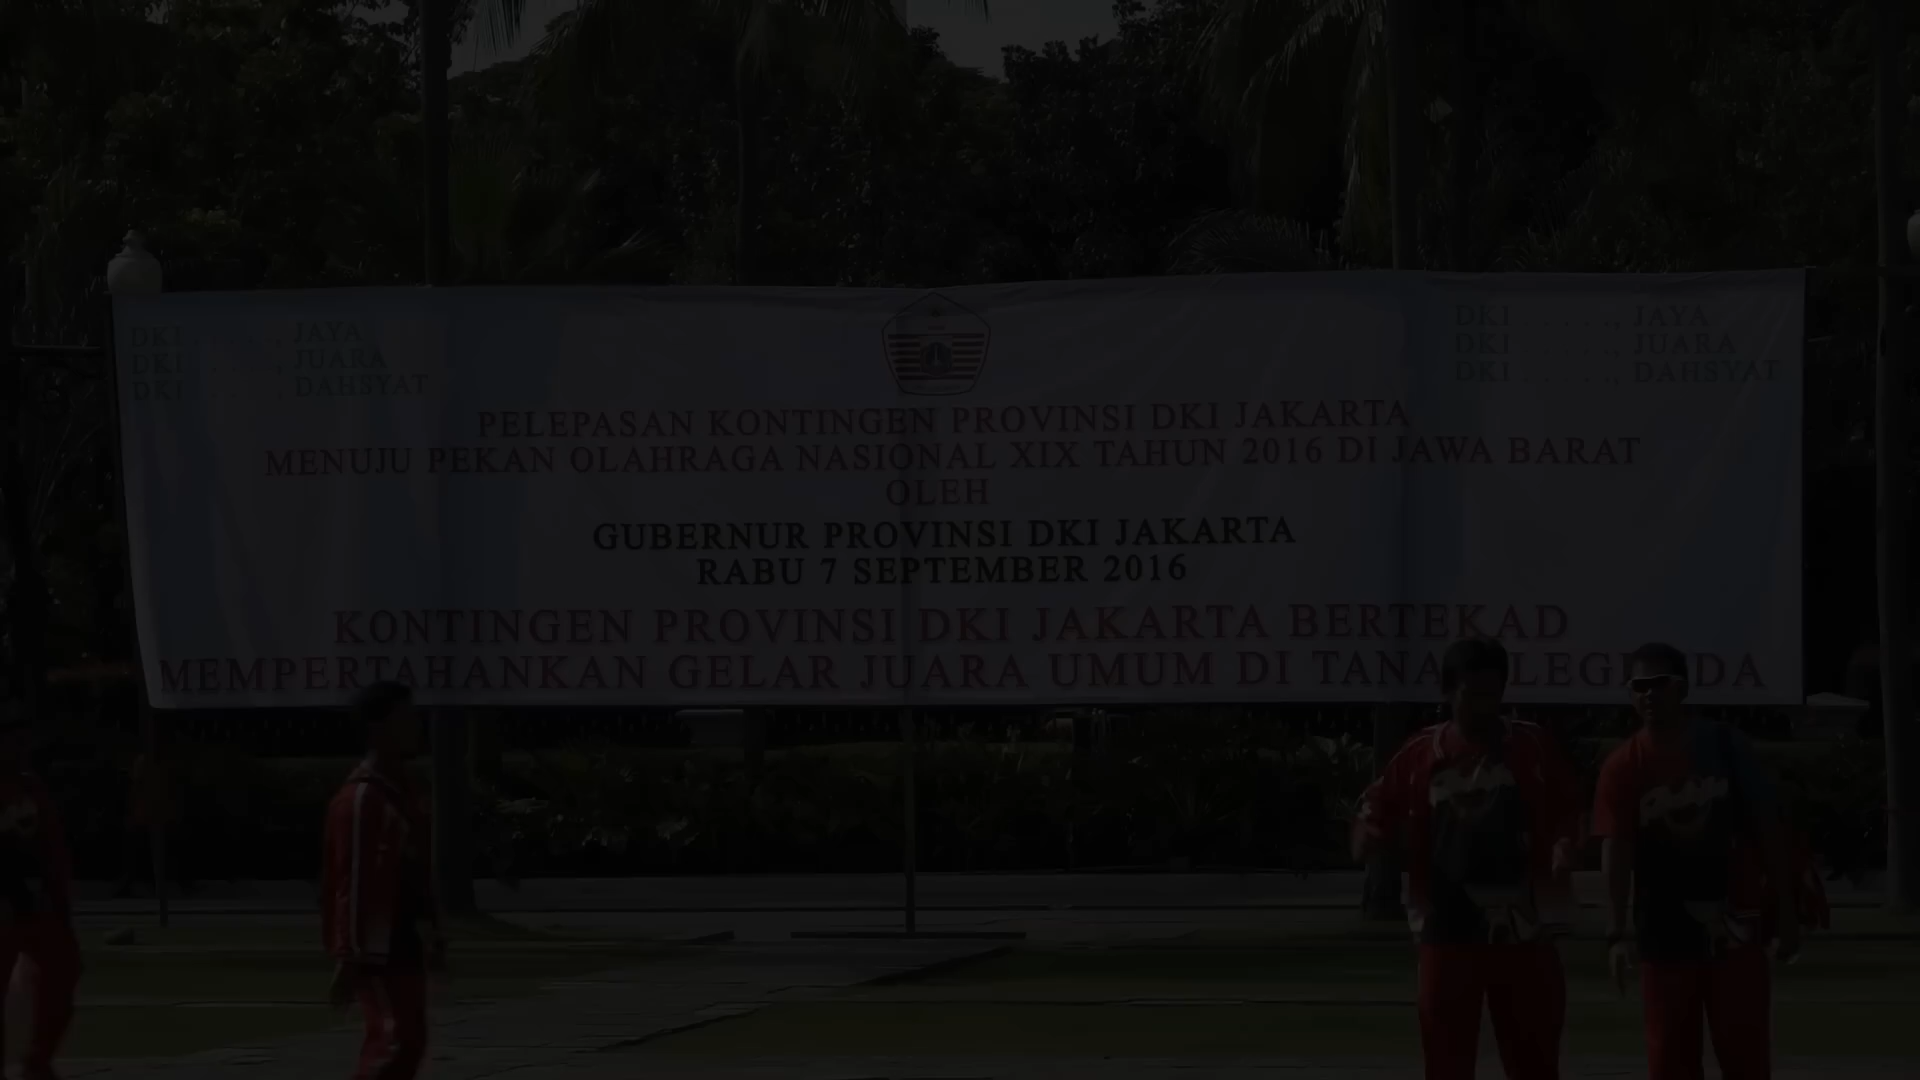 DKI . . . . . , JAYA
DKI . . . . . , JUARA
DKI . . . . . , DAHSYAT
DKI . . . . . , JAYA
DKI . . . . . , JUARA
DKI . . . . . , DAHSYAT
PELEPASAN KONTINGEN PROVINSI DKI JAKARTA
MENUJU PEKAN OLAHRAGA NASIONAL XIX TAHUN 2016 DI JAWA BARAT
OLEH
GUBERNUR PROVINSI DKI JAKARTA
RABU 7 SEPTEMBER 2016
KONTINGEN PROVINSI DKI JAKARTA BERTEKAD
MEMPERTAHANKAN GELAR JUARA UMUM DI